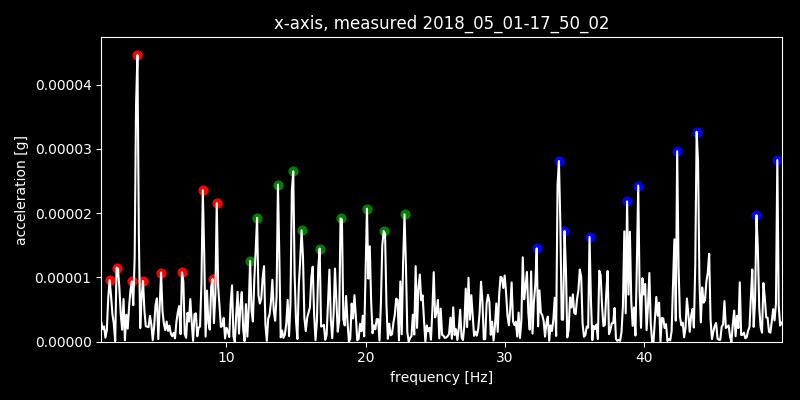 x-axis, measured 2018_05_01-17_50_02
acceleration [g]
0.00004
0.00003
0.00002
0.00001
0.00000
10 20 30 40
frequency [Hz]